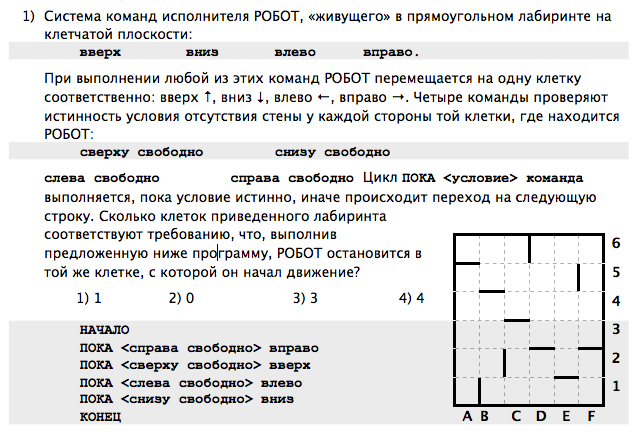 1) Система команд исполнителя РОБОТ, «живущего» в прямоугольном лабиринте на
клетчатой плоскости:
вверх вниз влево вправо.
При выполнении любой из этих команд РОБОТ перемещается на одну клетку
соответственно: вверх ↑, вниз ↓, влево ←, вправо →. Четыре команды проверяют
истинность условия отсутствия стены у каждой стороны той клетки, где находится
РОБОТ:
сверху свободно снизу свободно
слева свободно справа свободно Цикл ПОКА <условие> команда
выполняется, пока условие истинно, иначе происходит переход на следующую
строку. Сколько клеток приведенного лабиринта
соответствуют требованию, что, выполнив
предложенную ниже программу, РОБОТ остановится в
той же клетке, с которой он начал движение?
1) 1 2) 0 3) 3 4) 4
НАЧАЛО
ПОКА <справа свободно> вправо
ПОКА <сверху свободно> вверх
ПОКА <слева свободно> влево
ПОКА <снизу свободно> вниз
КОНЕЦ
6
5
4
3
2
1
A B C D E F